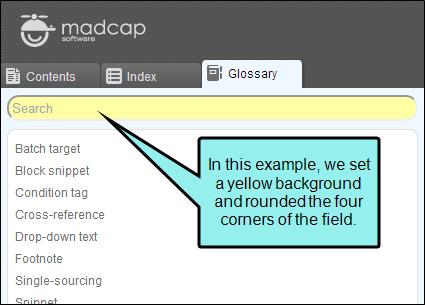 madcap
software
Contents Index Glossary
Search
Batch target
Block snippet
Condition tag
Cross-reference
Drop-down text
Footnote
Single-sourcing
Snippet
In this example, we set
a yellow background
and rounded the four
corners of the field.